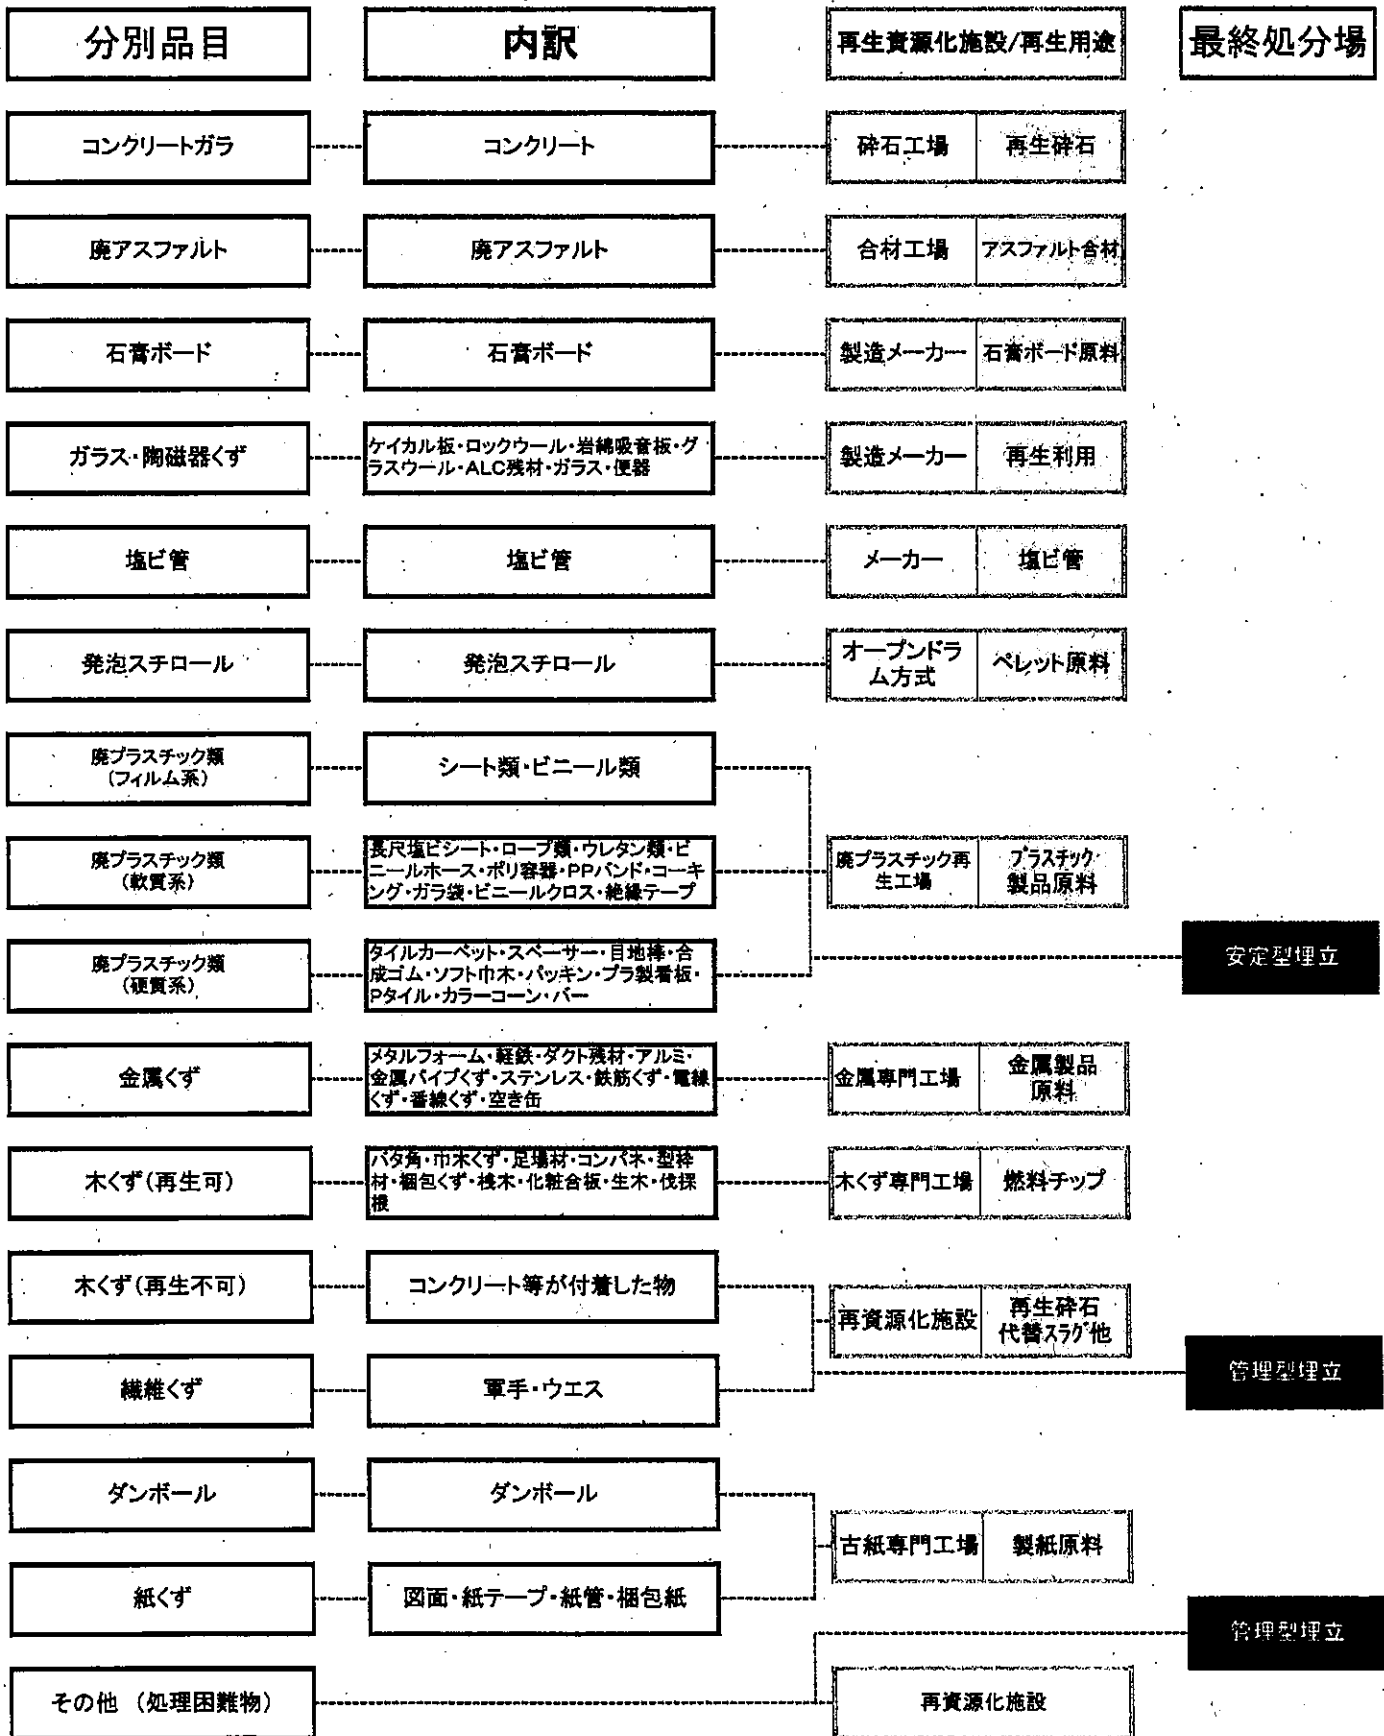 分別品目
内訳
再生資源化施設/再生用途
最終処分場
コンクリートガラ
コンクリート
砕石工場
再生砕石
廃アスファルト
廃アスファルト
合材工場
アスファルト合材
石膏ボード
石膏ボード
製造メーカー
石膏ボード原料
ガラス・陶磁器くず
ケイカル板・ロックウール・岩綿吸音板・グ
ラスウール・ALC残材・ガラス・便器
製造メーカー
再生利用
塩ビ管
塩ビ管
メーカー
塩ビ管
発泡スチロール
発泡スチロール
オープンドラ
ム方式
ペレット原料
廃プラスチック類
(フィルム系)
シート類・ビニール類
廃プラスチック類
(軟質系)
長尺塩ビシート・ロープ類・ウレタン類・ビ
ニールホース・ポリ容器・PPバンド・コーキ
ング・ガラ袋・ビニールクロス・絶縁テープ
廃プラスチック再
生工場
プラスチック
製品原料
廃プラスチック類
(硬質系)
タイルカーペット・スペーサー・目地棒・合
成ゴム・ソフト巾木・パッキン・プラ製看板・
Pタイル・カラーコーン・バー
安定型埋立
金属くず
メタルフォーム・軽鉄・ダクト残材・アルミ・
金属パイプくず・ステンレス・鉄筋くず・電線
くず・番線くず・空き缶
金属専門工場
金属製品
原料
木くず(再生可)
バタ角・巾木くず・足場材・コンパネ・型枠
材・梱包くず・桟木・化粧合板・生木・伐採
根
木くず専門工場
燃料チップ
木くず(再生不可)
コンクリート等が付着した物
再資源化施設
再生砕石
代替スラグ他
管理型埋立
繊維くず
軍手・ウエス
ダンボール
ダンボール
古紙専門工場
製紙原料
紙くず
図面・紙テープ・紙管・梱包紙
管理型埋立
その他 (処理困難物)
再資源化施設